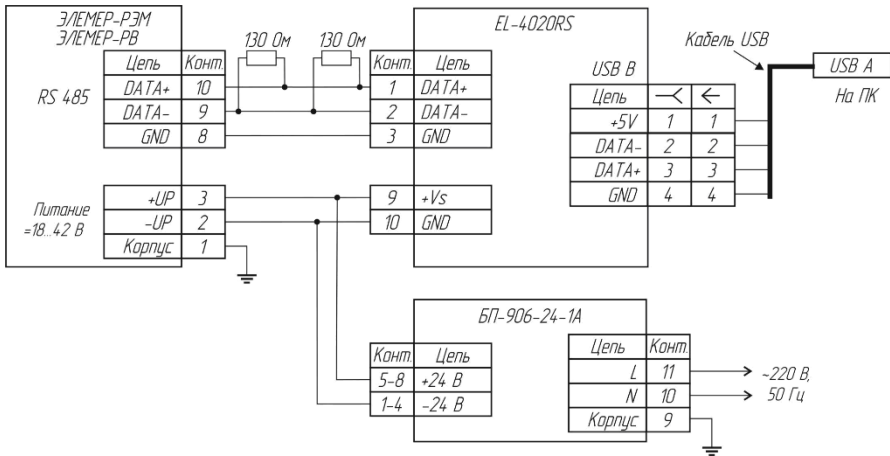 ЭЛЕМЕР-РЭМ
ЭЛЕМЕР-РВ
RS 485
Цепь Конт.
DATA+ 10
DATA- 9
GND 8
Питание
=18...42 В
+UP 3
-UP 2
Корпус 1
130 Ом 130 Ом
EL-4020RS
Конт. Цепь
1 DATA+
2 DATA-
3 GND
9 +Vs
10 GND
USB B
Цепь
+5V 1 1
DATA- 2 2
DATA+ 3 3
GND 4 4
Кабель USB
USB A
На ПК
БП-906-24-1А
Конт. Цепь
5-8 +24 В
1-4 -24 В
Цепь Конт.
L 11
N 10
Корпус 9
~220 В,
50 Гц